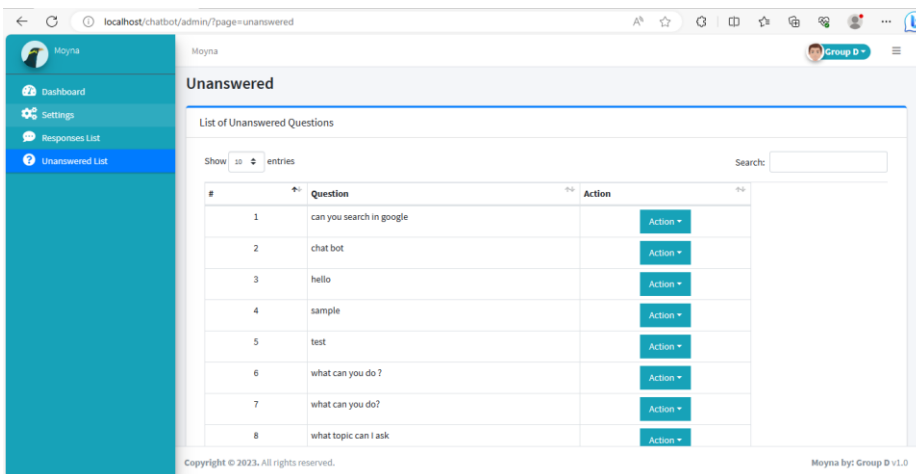 localhost/chatbot/admin/?page=unanswered
Moyna
Moyna
Group D
Dashboard
Settings
Responses List
Unanswered List
Unanswered
List of Unanswered Questions
Show 10 entries
Search:
# Question Action
1 can you search in google Action
2 chat bot Action
3 hello Action
4 sample Action
5 test Action
6 what can you do ? Action
7 what can you do? Action
8 what topic can I ask Action
Copyright © 2023. All rights reserved.
Moyna by: Group D v1.0